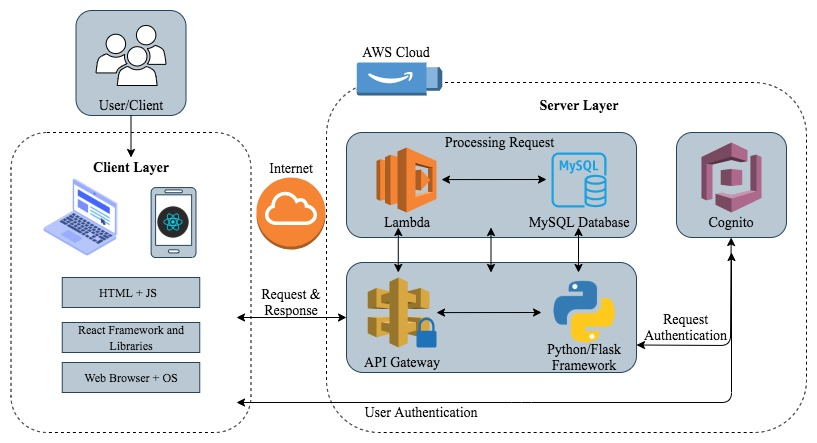 AWS Cloud
User/Client
Server Layer
Client Layer
Internet
Processing Request
MySQL
Lambda
MySQL Database
Cognito
HTML + JS
React Framework and
Libraries
Web Browser + OS
Request &
Response
API Gateway
Python/Flask
Framework
Request
Authentication
User Authentication